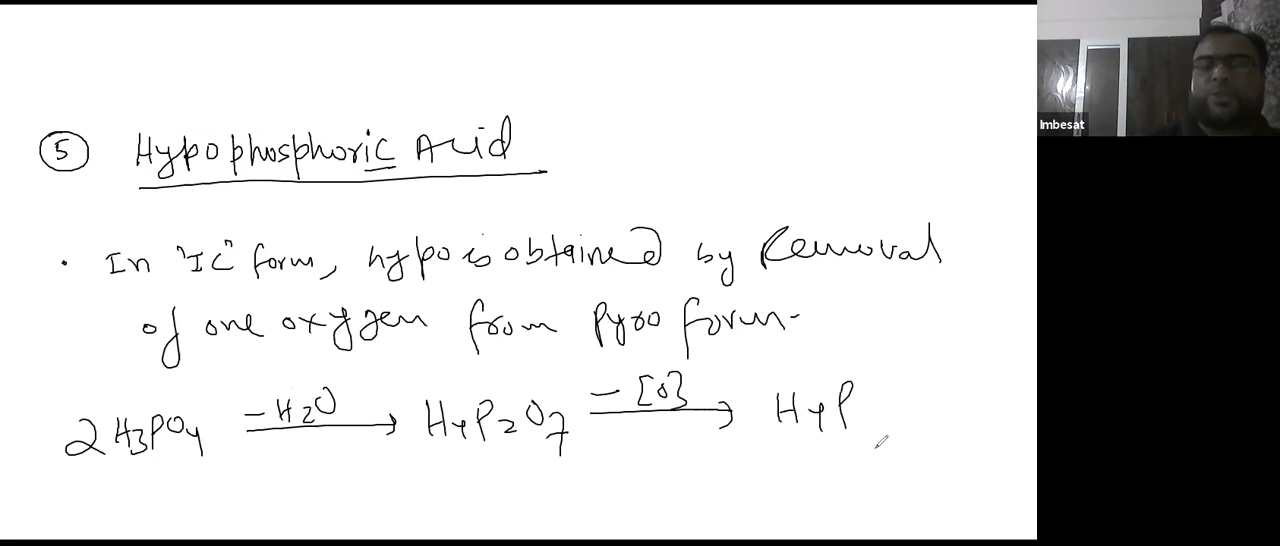 5 Hypophosphoric Acid
· In "IC" form, hypo is obtained by Removal
of one oxygen from Pyro form.
2H3PO4 -H2O → H4P2O7 -[O] → H4P
Imbesat